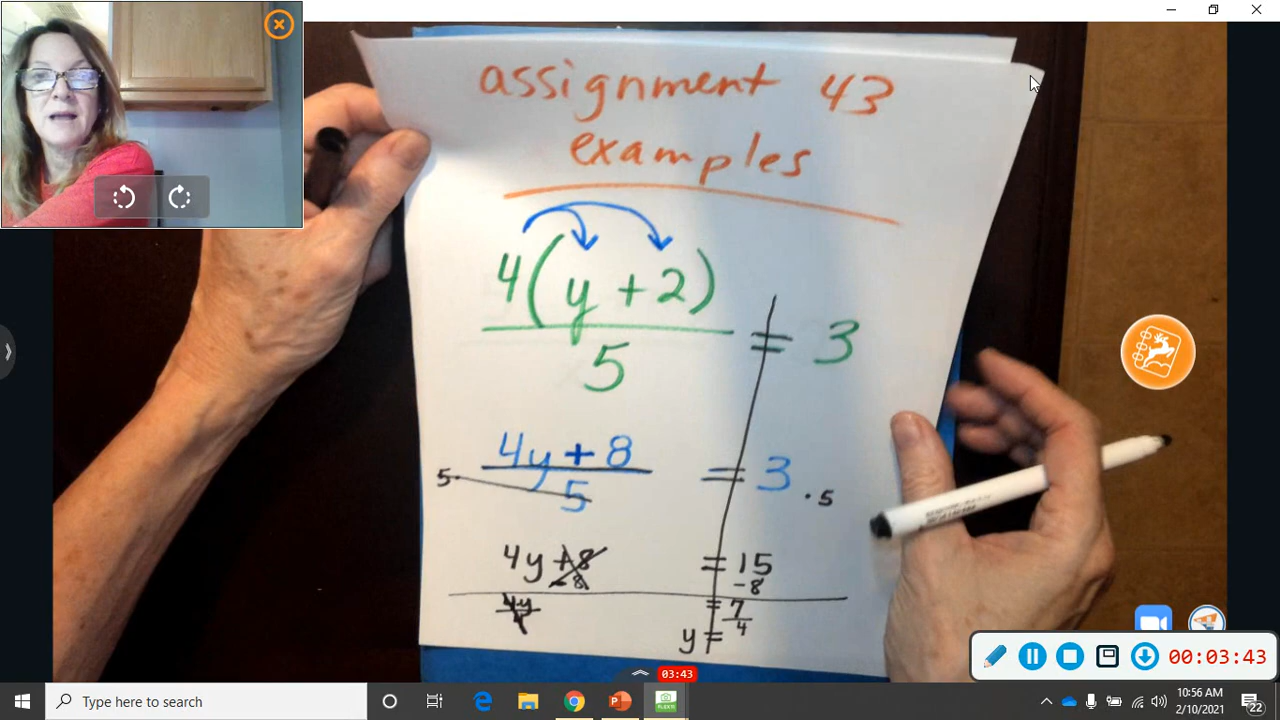 assignment 43
examples
4(y+2)
5
= 3
4y+8
5
= 3
5·
·5
4y +8
= 15
-8
-8
4y
4
= 7
4
y =
00:03:43
03:43
Type here to search
10:56 AM
2/10/2021
22